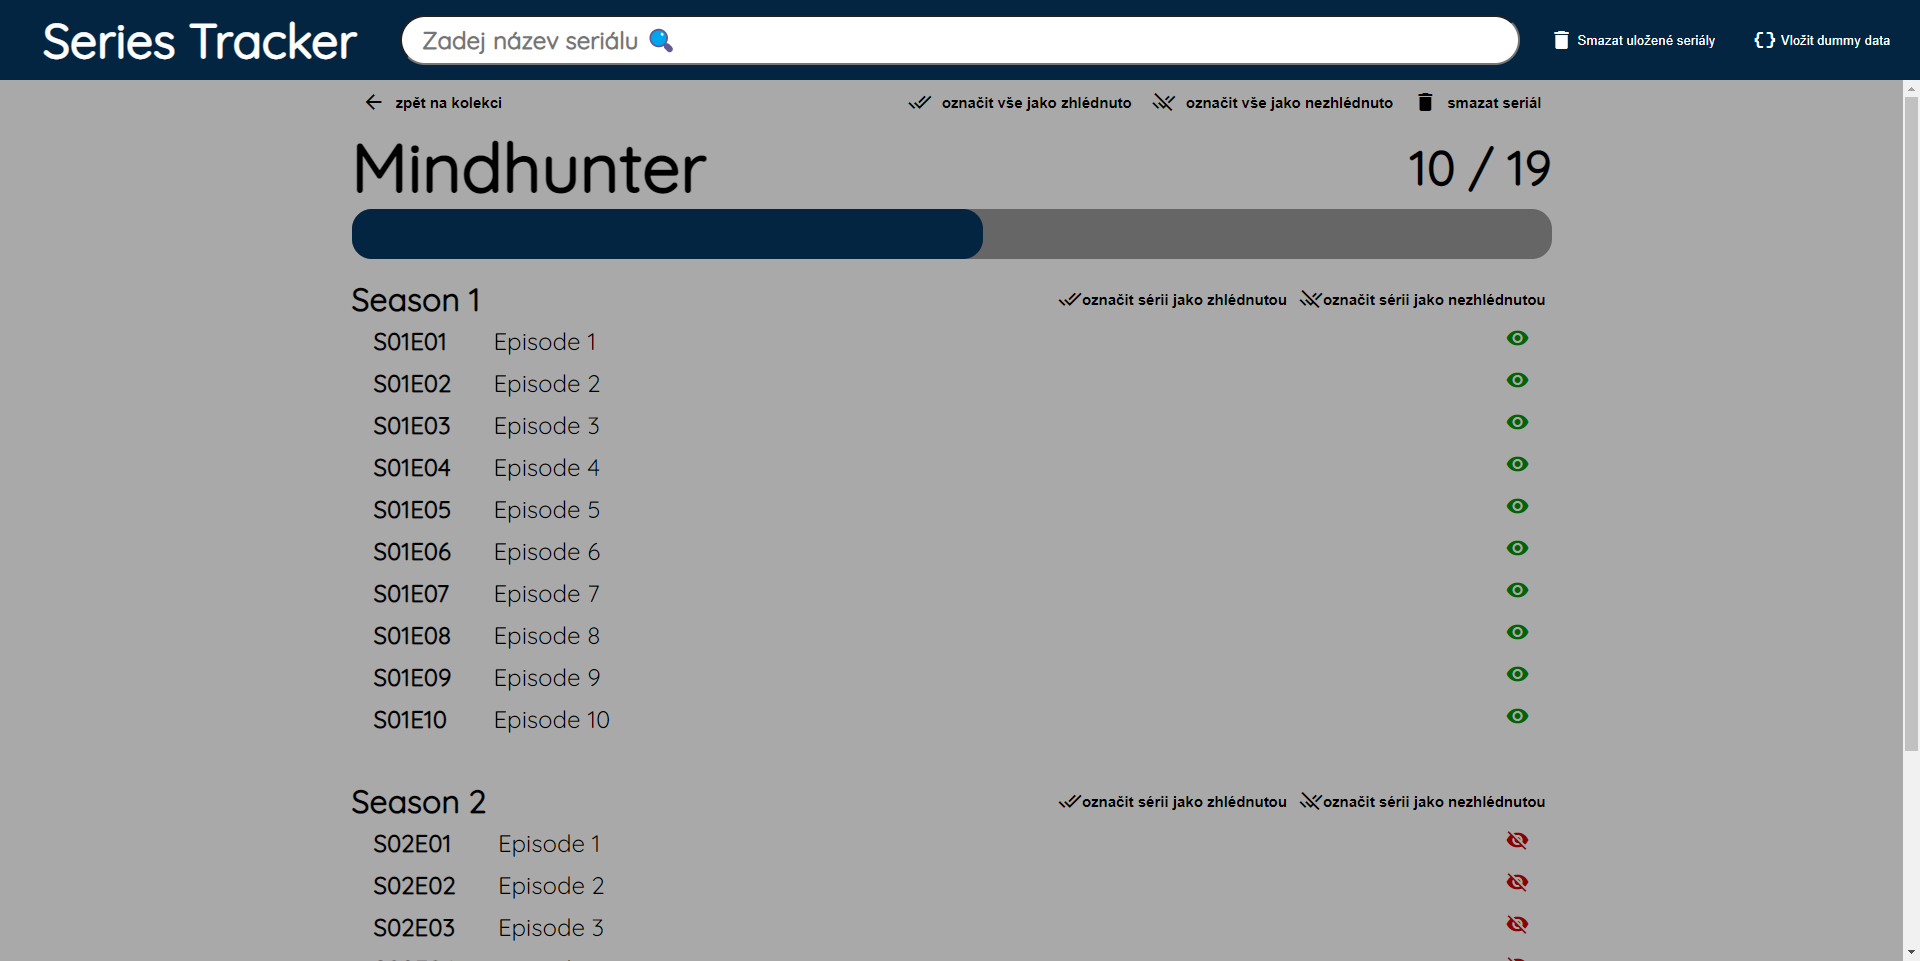 Series Tracker
Zadej název seriálu
Smazat uložené seriály
Vložit dummy data
zpět na kolekci
označit vše jako zhlédnuto
označit vše jako nezhlédnuto
smazat seriál
Mindhunter
10 / 19
Season 1
označit sérii jako zhlédnutou
označit sérii jako nezhlédnutou
S01E01 Episode 1
S01E02 Episode 2
S01E03 Episode 3
S01E04 Episode 4
S01E05 Episode 5
S01E06 Episode 6
S01E07 Episode 7
S01E08 Episode 8
S01E09 Episode 9
S01E10 Episode 10
Season 2
označit sérii jako zhlédnutou
označit sérii jako nezhlédnutou
S02E01 Episode 1
S02E02 Episode 2
S02E03 Episode 3